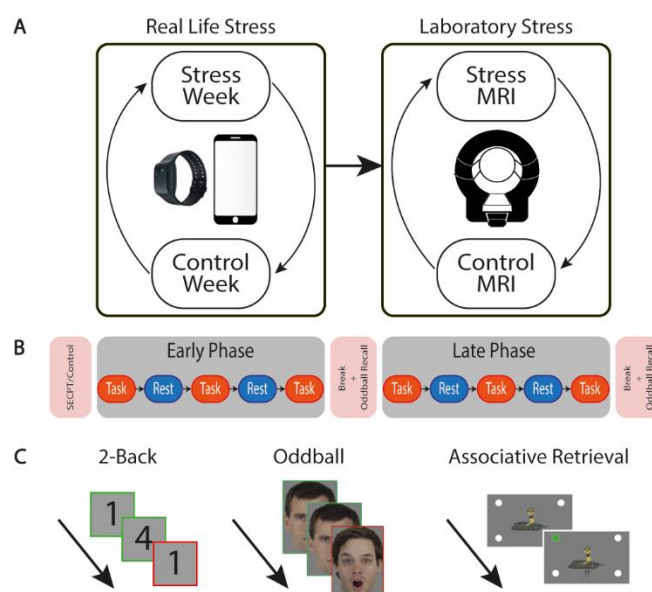 A
Real Life Stress
Laboratory Stress
Stress
Week
Control
Week
Stress
MRI
Control
MRI
B
SECPT/Control
Early Phase
Task
Rest
Task
Rest
Task
Break
+
Oddball Recall
Late Phase
Task
Rest
Task
Rest
Task
Break
+
Oddball Recall
C
2-Back
Oddball
Associative Retrieval
1
4
1